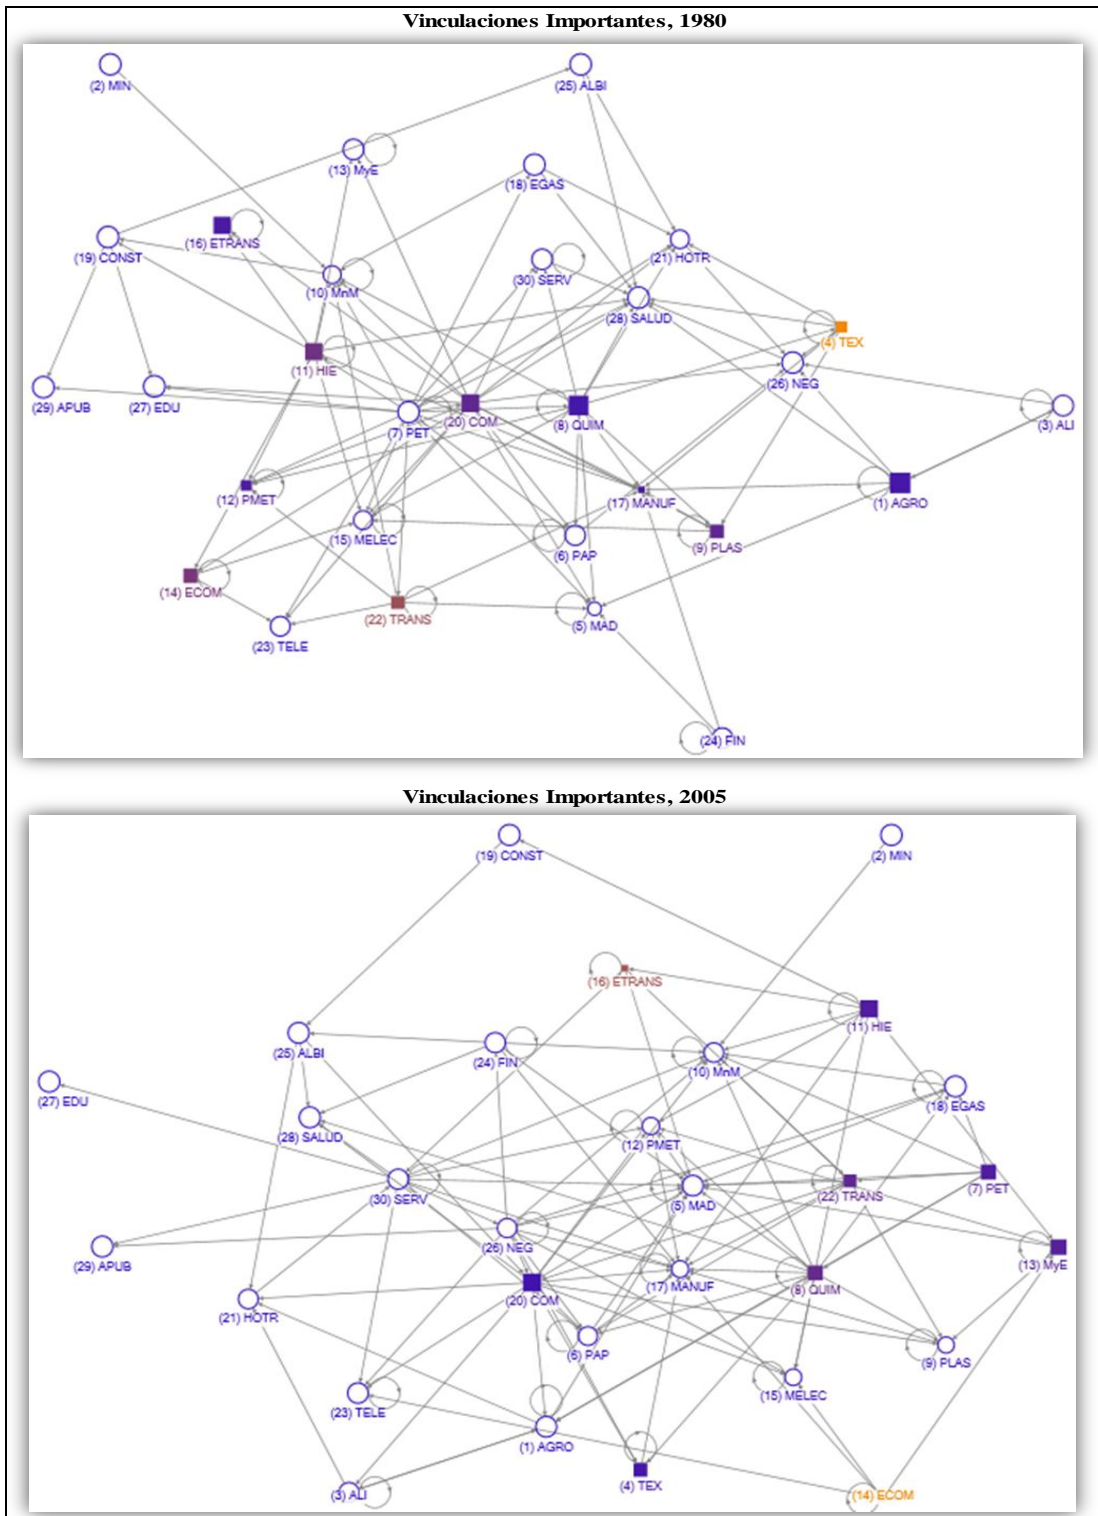 Vinculaciones Importantes, 1980
(2) MIN
(25) ALBI
(13) MyE
(18) EGAS
(16) ETRANS
(19) CONST
(21) HOTR
(30) SERV
(10) MnM
(28) SALUD
(4) TEX
(11) HIE
(26) NEG
(29) APUB
(27) EDU
(20) COM
(8) QUIM
(3) ALI
(7) PET
(12) PMET
(17) MANUF
(1) AGRO
(15) MELEC
(9) PLAS
(6) PAP
(14) ECOM
(22) TRANS
(5) MAD
(23) TELE
(24) FIN
Vinculaciones Importantes, 2005
(19) CONST
(2) MIN
(16) ETRANS
(11) HIE
(25) ALBI
(24) FIN
(10) MnM
(27) EDU
(18) EGAS
(28) SALUD
(12) PMET
(7) PET
(30) SERV
(22) TRANS
(5) MAD
(26) NEG
(29) APUB
(13) MyE
(17) MANUF
(8) QUIM
(20) COM
(21) HOTR
(6) PAP
(9) PLAS
(15) MELEC
(23) TELE
(1) AGRO
(4) TEX
(3) ALI
(14) ECOM